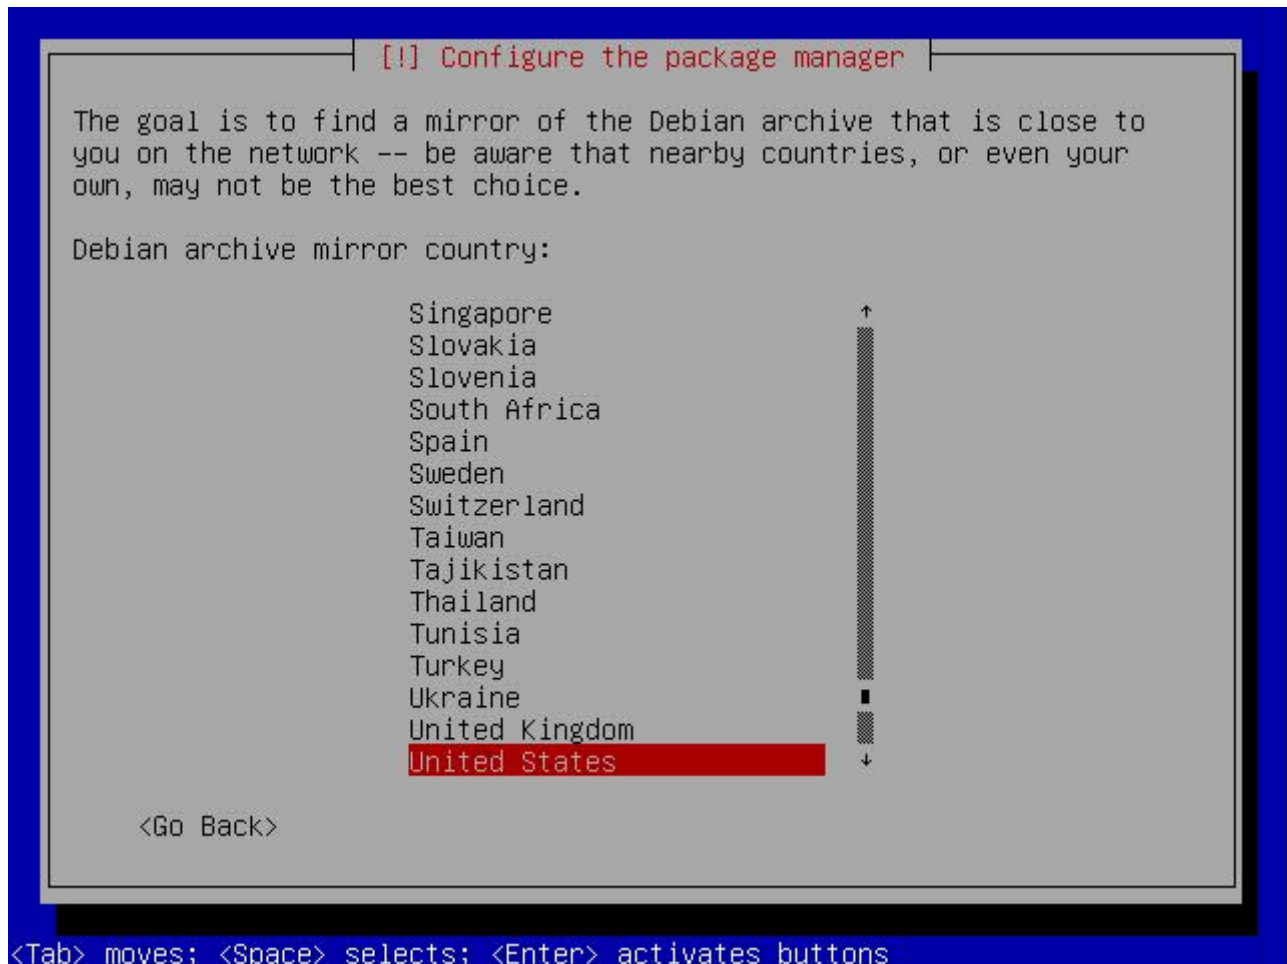 [!] Configure the package manager
The goal is to find a mirror of the Debian archive that is close to
you on the network -- be aware that nearby countries, or even your
own, may not be the best choice.
Debian archive mirror country:
Singapore
Slovakia
Slovenia
South Africa
Spain
Sweden
Switzerland
Taiwan
Tajikistan
Thailand
Tunisia
Turkey
Ukraine
United Kingdom
United States
<Go Back>
<Tab> moves; <Space> selects; <Enter> activates buttons